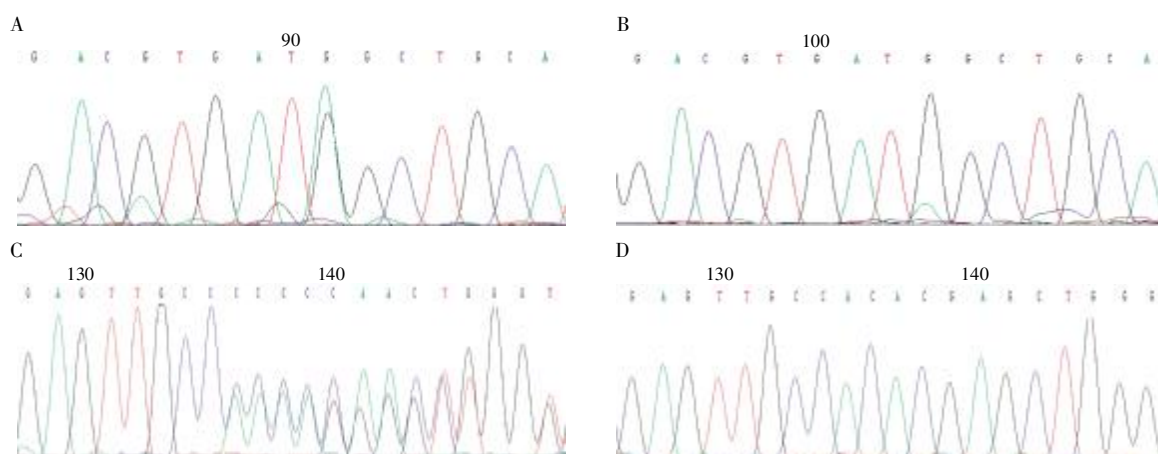 A
90
G A C G T G A T G G C T G C A
B
100
G A C G T G A T G G C T G C A
C
130 140
G A G T T G C C C C C C A A C T G G G T
D
130 140
G A G T T G C C A C A C G A G C T G G G